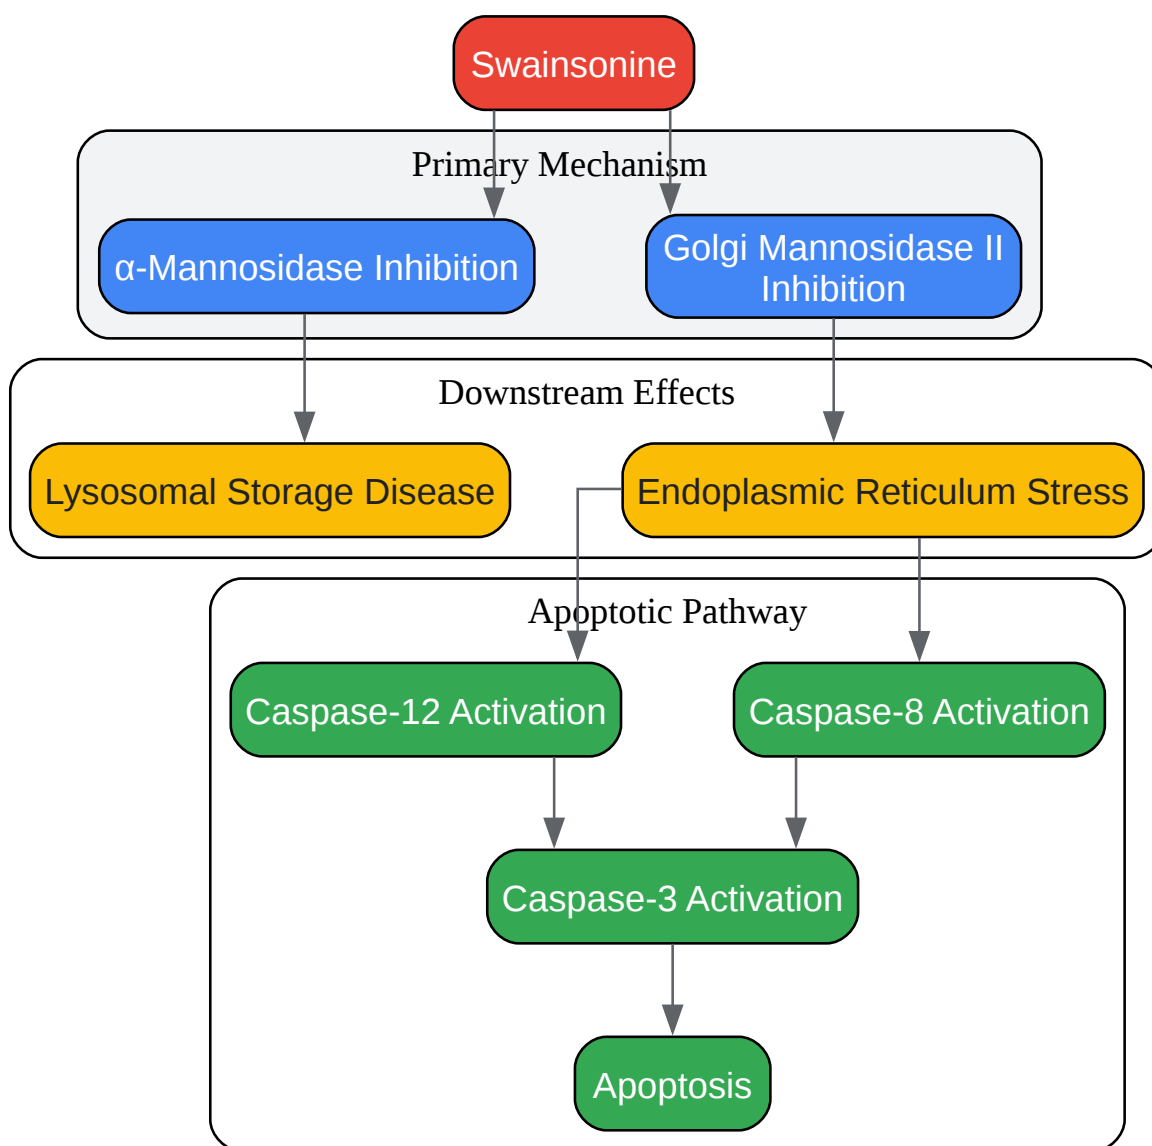 Swainsonine
Primary Mechanism
α-Mannosidase Inhibition
Golgi Mannosidase II
Inhibition
Downstream Effects
Lysosomal Storage Disease
Endoplasmic Reticulum Stress
Apoptotic Pathway
Caspase-12 Activation
Caspase-8 Activation
Caspase-3 Activation
Apoptosis